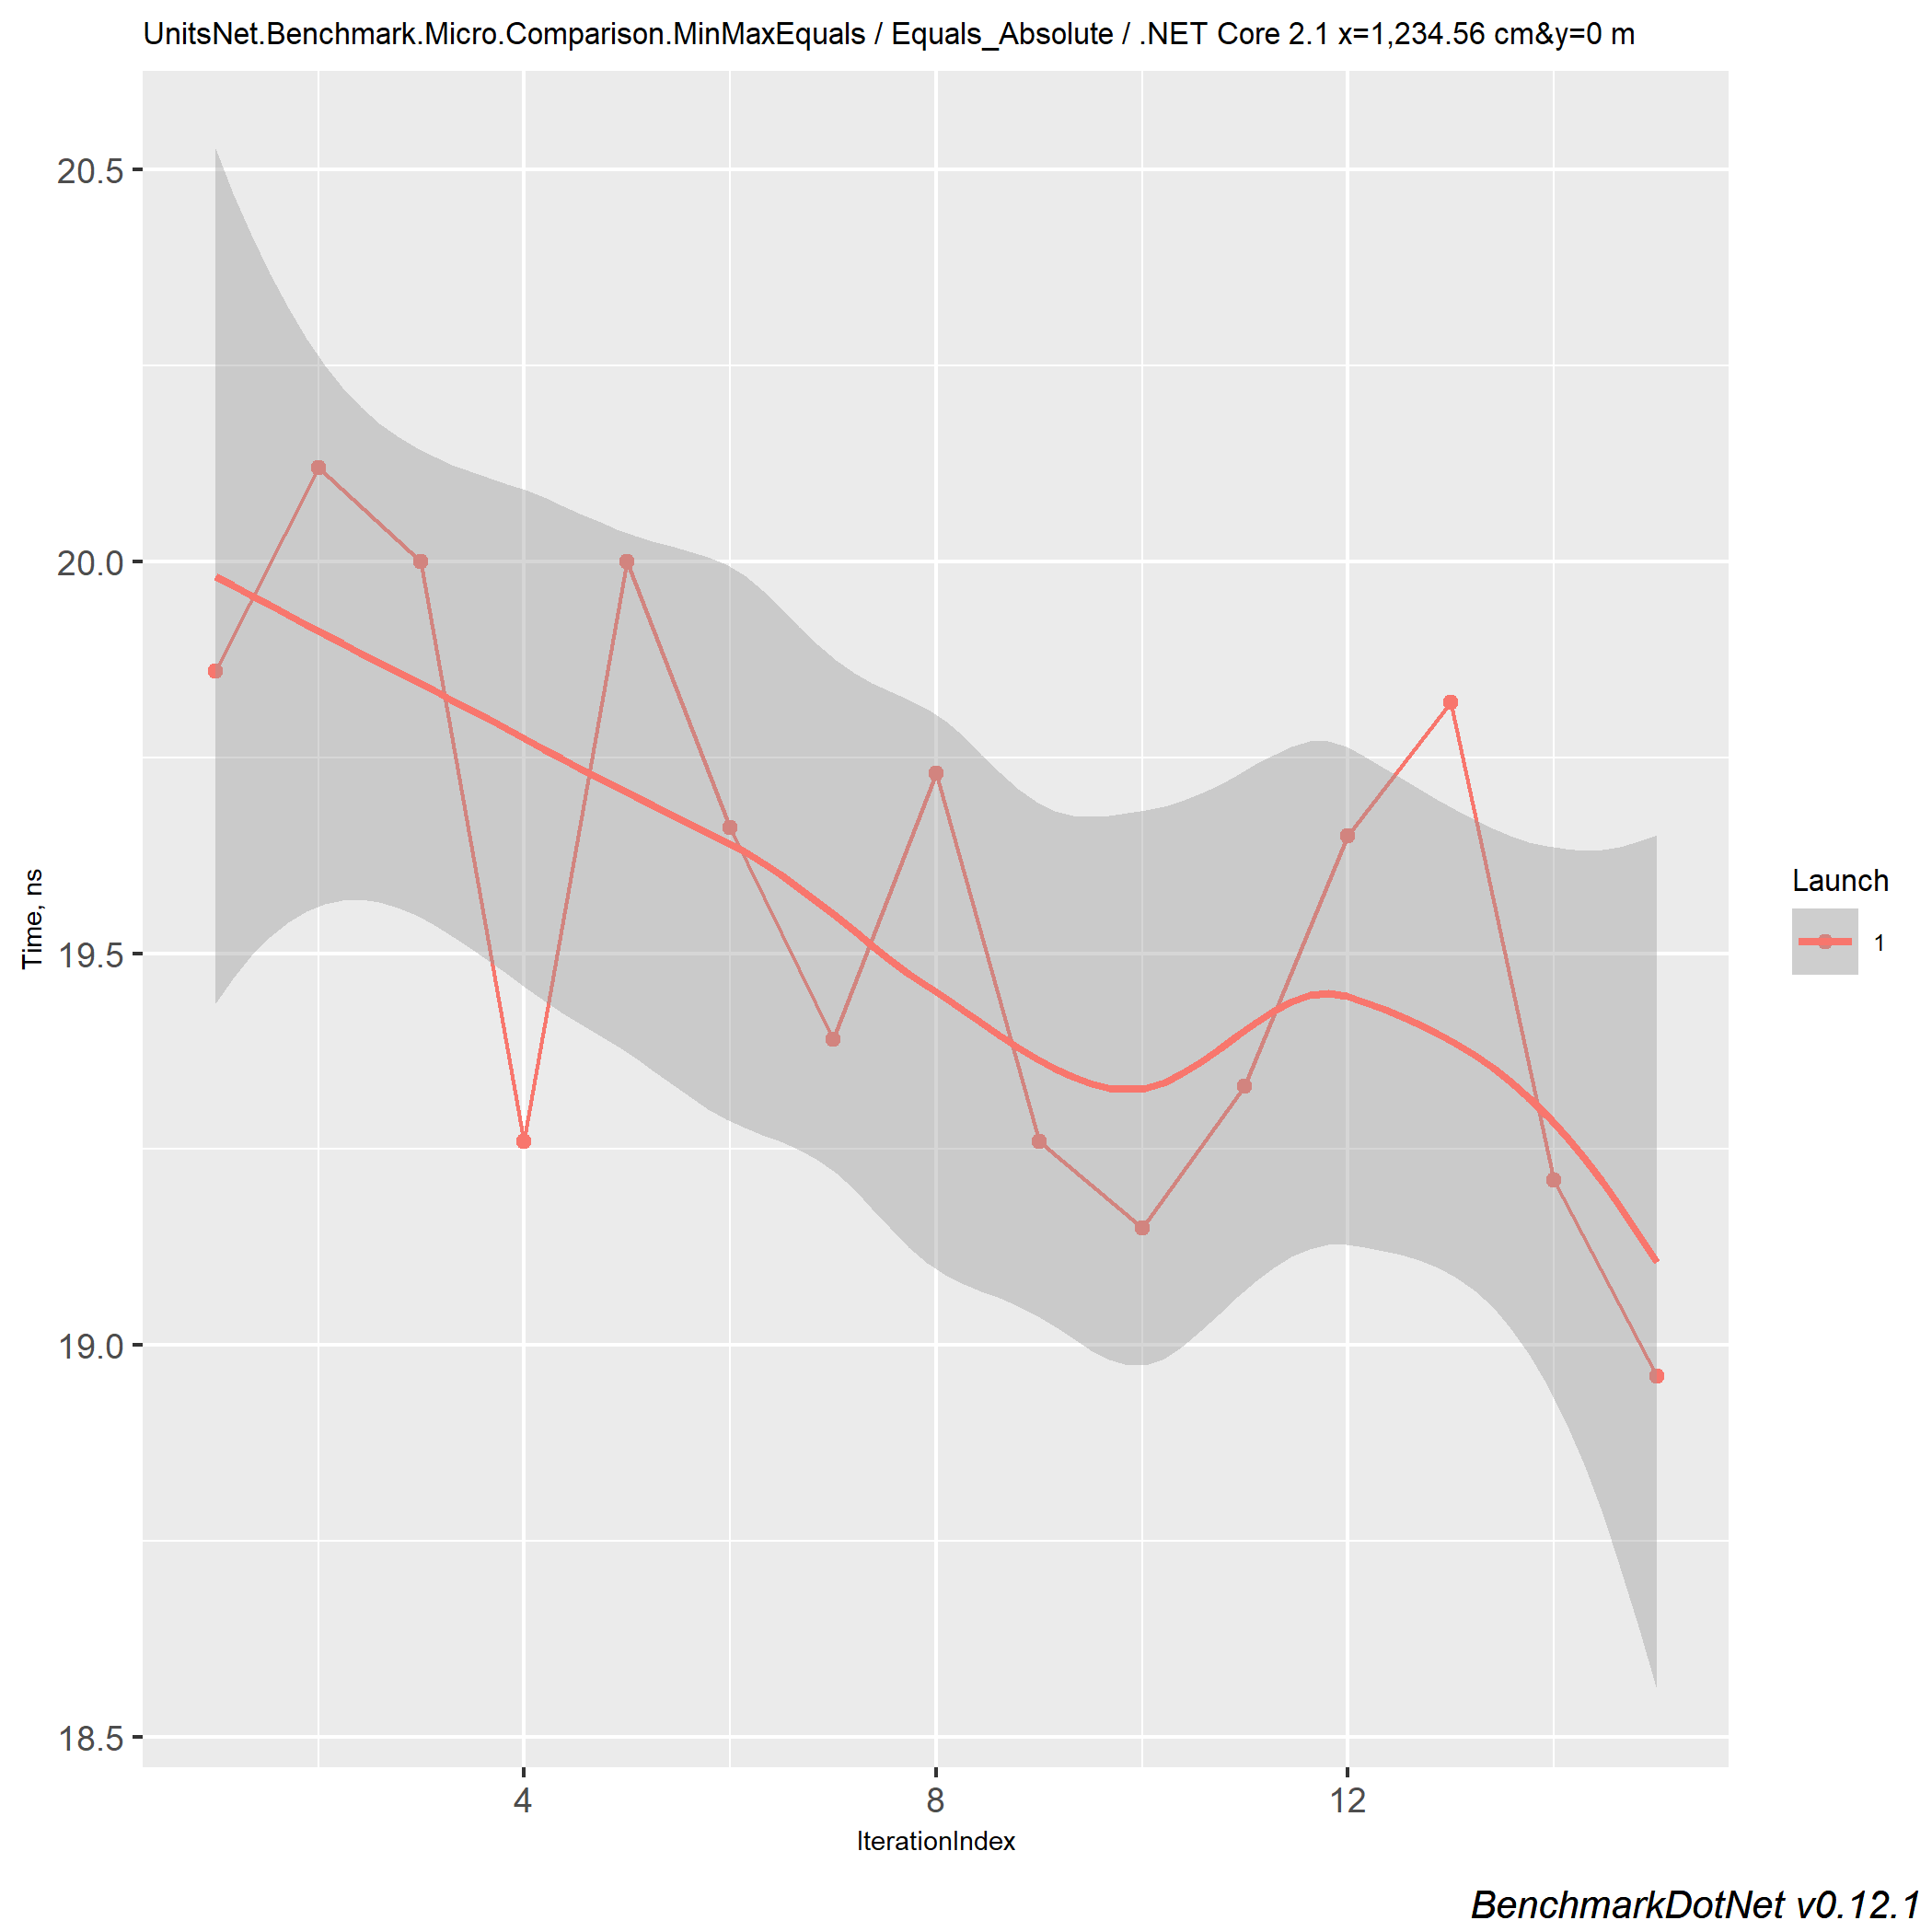 UnitsNet.Benchmark.Micro.Comparison.MinMaxEquals / Equals_Absolute / .NET Core 2.1 x=1,234.56 cm&y=0 m
20.5
20.0
19.5
19.0
18.5
Time, ns
4
8
12
IterationIndex
Launch
1
BenchmarkDotNet v0.12.1